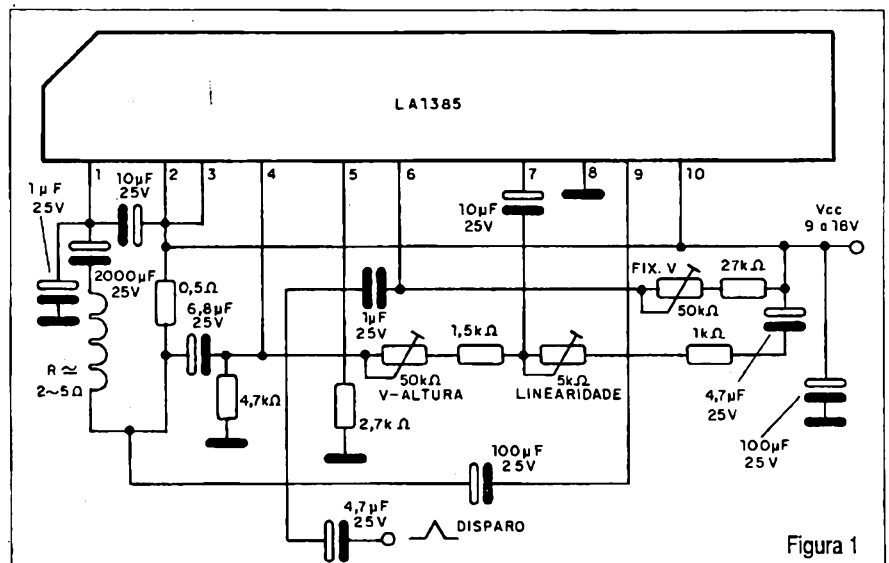 LA1385
1
2
3
4
5
6
7
8
9
10
1µF
25V
10µF
25V
2000µF
25V
0,5Ω
6,8µF
25V
R ≃
2~5Ω
4,7kΩ
1µF
25V
2,7kΩ
50kΩ
V-ALTURA
1,5kΩ
10µF
25V
5kΩ
LINEARIDADE
FIX. V
50kΩ
27kΩ
1kΩ
Vcc
9 a 18V
4,7µF
25V
100µF
25V
100µF
25V
4,7µF
25V
DISPARO
Figura 1